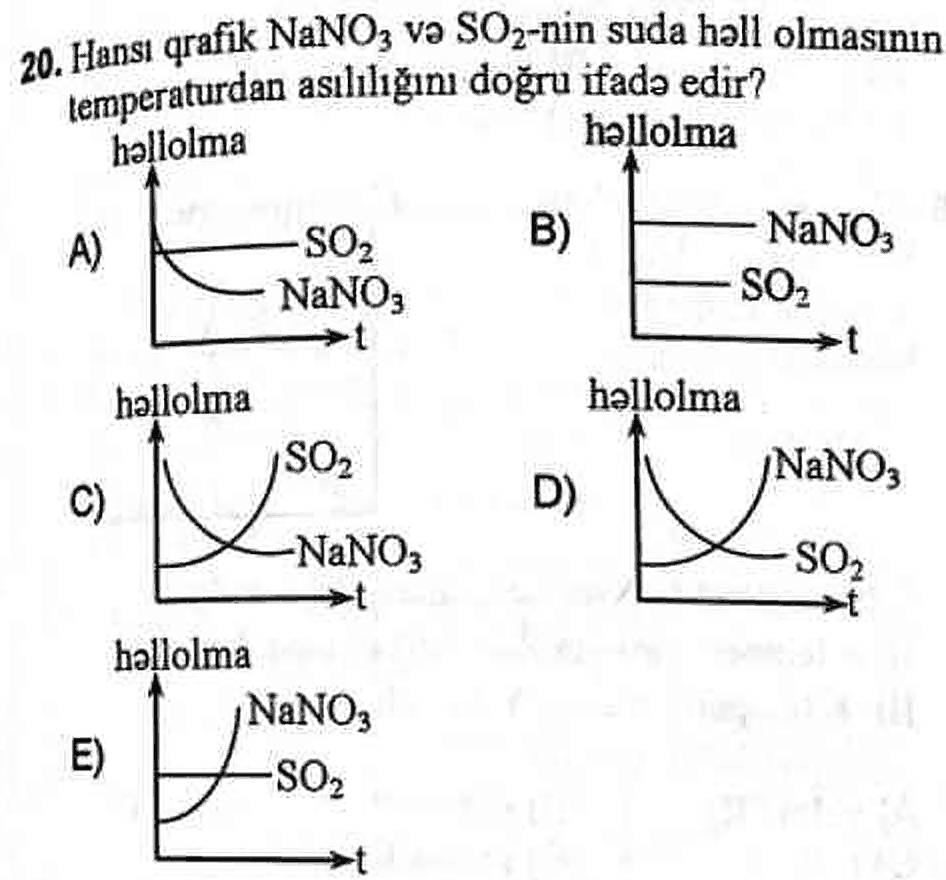 20. Hansı qrafik NaNO₃ və SO₂-nin suda həll olmasının
temperaturdan asılılığını doğru ifadə edir?
həllolma
A)
SO₂
NaNO₃
t
həllolma
B)
NaNO₃
SO₂
t
həllolma
C)
SO₂
NaNO₃
t
həllolma
D)
NaNO₃
SO₂
t
həllolma
E)
NaNO₃
SO₂
t